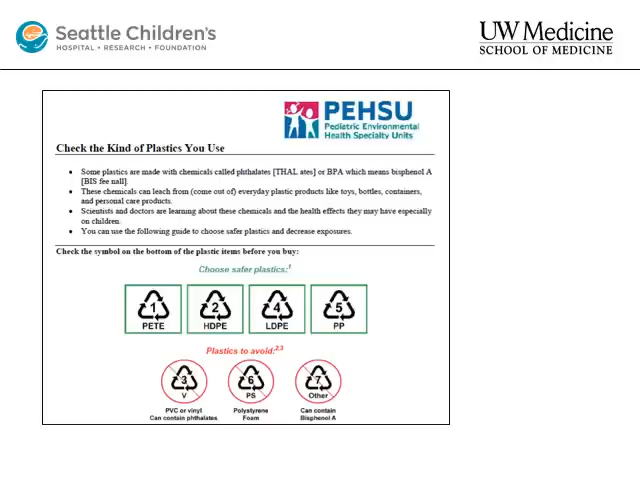 Seattle Children's
HOSPITAL • RESEARCH • FOUNDATION
UW Medicine
SCHOOL OF MEDICINE
PEHSU
Pediatric Environmental
Health Specialty Units
Check the Kind of Plastics You Use
• Some plastics are made with chemicals called phthalates [THAL ates] or BPA which means bisphenol A
[BIS fee nall].
• These chemicals can leach from (come out of) everyday plastic products like toys, bottles, containers,
and personal care products.
• Scientists and doctors are learning about these chemicals and the health effects they may have especially
on children.
• You can use the following guide to choose safer plastics and decrease exposures.
Check the symbol on the bottom of the plastic items before you buy:
Choose safer plastics:1
1 2 4 5
PETE HDPE LDPE PP
Plastics to avoid:2,3
3 6 7
V PS Other
PVC or vinyl Polystyrene Can contain
Can contain phthalates Foam Bisphenol A